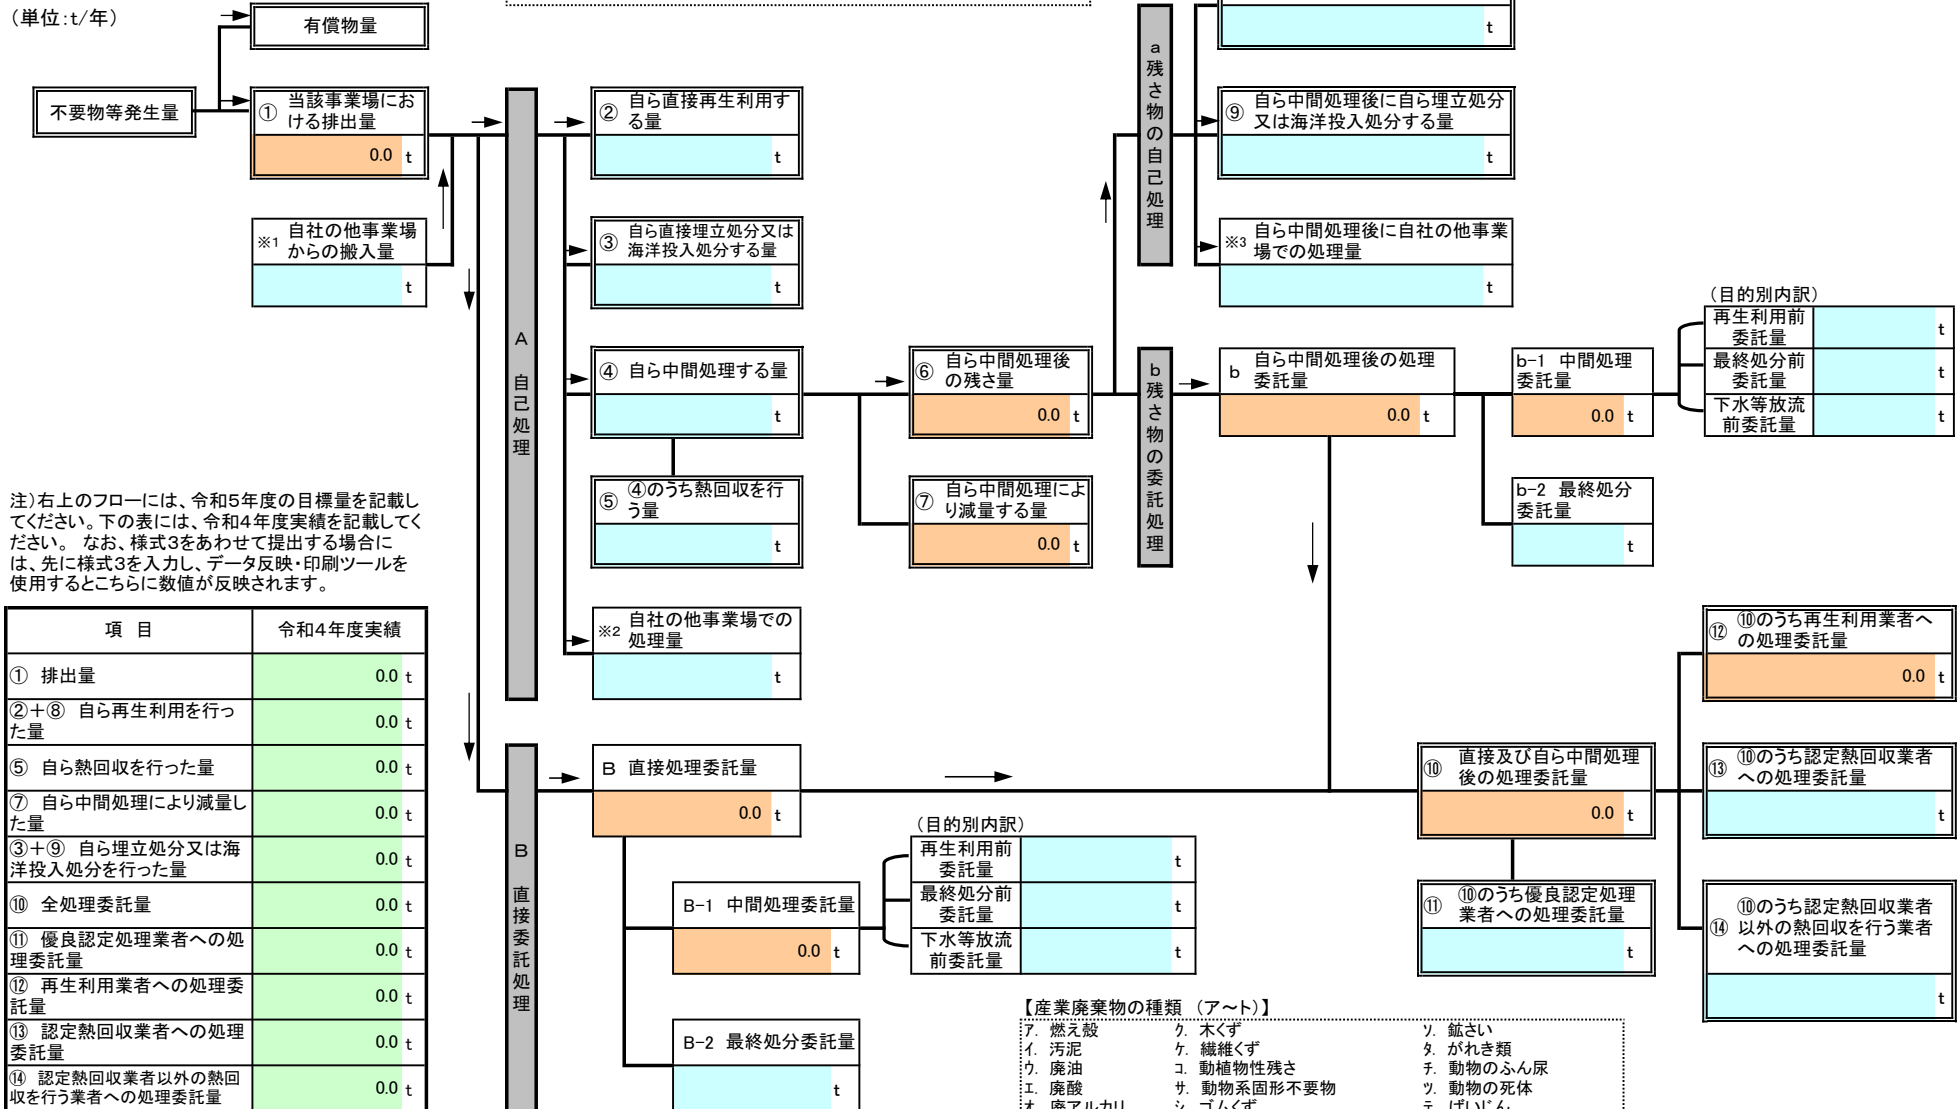 （単位：t/年）
有償物量
t
不要物等発生量
① 当該事業場にお
ける排出量
0.0 t
※1 自社の他事業場
からの搬入量
t
A 自己処理
② 自ら直接再生利用す
る量
t
③ 自ら直接埋立処分又は
海洋投入処分する量
t
④ 自ら中間処理する量
t
⑤ ④のうち熱回収を行
う量
t
※2 自社の他事業場での
処理量
t
⑥ 自ら中間処理後
の残さ量
0.0 t
⑦ 自ら中間処理によ
り減量する量
0.0 t
a 残さ物の自己処理
⑨ 自ら中間処理後に自ら埋立処分
又は海洋投入処分する量
t
※3 自ら中間処理後に自社の他事業
場での処理量
t
b 残さ物の委託処理
b 自ら中間処理後の処理
委託量
0.0 t
b-1 中間処理
委託量
0.0 t
（目的別内訳）
再生利用前
委託量
t
最終処分前
委託量
t
下水等放流
前委託量
t
b-2 最終処分
委託量
t
注）右上のフローには、令和5年度の目標量を記載し
てください。下の表には、令和4年度実績を記載してく
ださい。 なお、様式3をあわせて提出する場合に
は、先に様式3を入力し、データ反映・印刷ツールを
使用するとこちらに数値が反映されます。
項 目 令和4年度実績
① 排出量 0.0 t
②＋⑧ 自ら再生利用を行っ
た量 0.0 t
⑤ 自ら熱回収を行った量 0.0 t
⑦ 自ら中間処理により減量し
た量 0.0 t
③＋⑨ 自ら埋立処分又は海
洋投入処分を行った量 0.0 t
⑩ 全処理委託量 0.0 t
⑪ 優良認定処理業者への処
理委託量 0.0 t
⑫ 再生利用業者への処理委
託量 0.0 t
⑬ 認定熱回収業者への処理
委託量 0.0 t
⑭ 認定熱回収業者以外の熱回
収を行う業者への処理委託量 0.0 t
B 直接委託処理
B 直接処理委託量
0.0 t
B-1 中間処理委託量
0.0 t
（目的別内訳）
再生利用前
委託量
t
最終処分前
委託量
t
下水等放流
前委託量
t
B-2 最終処分委託量
t
⑩ 直接及び自ら中間処理
後の処理委託量
0.0 t
⑪ ⑩のうち優良認定処理
業者への処理委託量
t
⑫ ⑩のうち再生利用業者へ
の処理委託量
0.0 t
⑬ ⑩のうち認定熱回収業者
への処理委託量
t
⑭ ⑩のうち認定熱回収業者
以外の熱回収を行う業者
への処理委託量
t
【産業廃棄物の種類 （ア～ト）】
ア. 燃え殻 ク. 木くず ソ. 鉱さい
イ. 汚泥 ケ. 繊維くず タ. がれき類
ウ. 廃油 コ. 動植物性残さ チ. 動物のふん尿
エ. 廃酸 サ. 動物系固形不要物 ツ. 動物の死体
オ. 廃アルカリ シ. ゴムくず テ. ばいじん